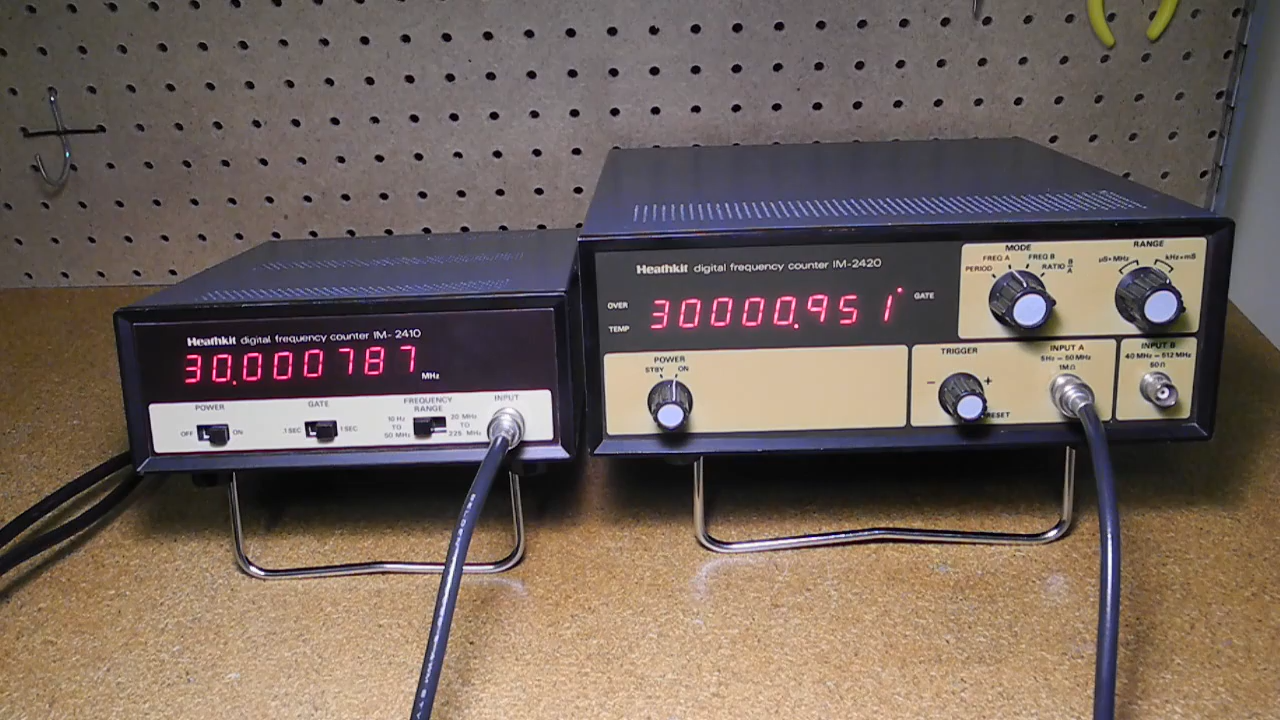 Heathkit digital frequency counter IM-2410
30.000787
MHz
POWER
OFF ON
GATE
.1 SEC 1 SEC
FREQUENCY
RANGE
10 Hz
TO
50 MHz
20 MHz
TO
225 MHz
INPUT
BELDEN
Heathkit digital frequency counter IM-2420
OVER
TEMP
30000.951
GATE
MODE
PERIOD
FREQ A
FREQ B
RATIO B/A
RANGE
µS•MHz
kHz•mS
POWER
STBY ON
TRIGGER
- +
RESET
INPUT A
5Hz — 50 MHz
1MΩ
INPUT B
40 MHz — 512 MHz
50Ω